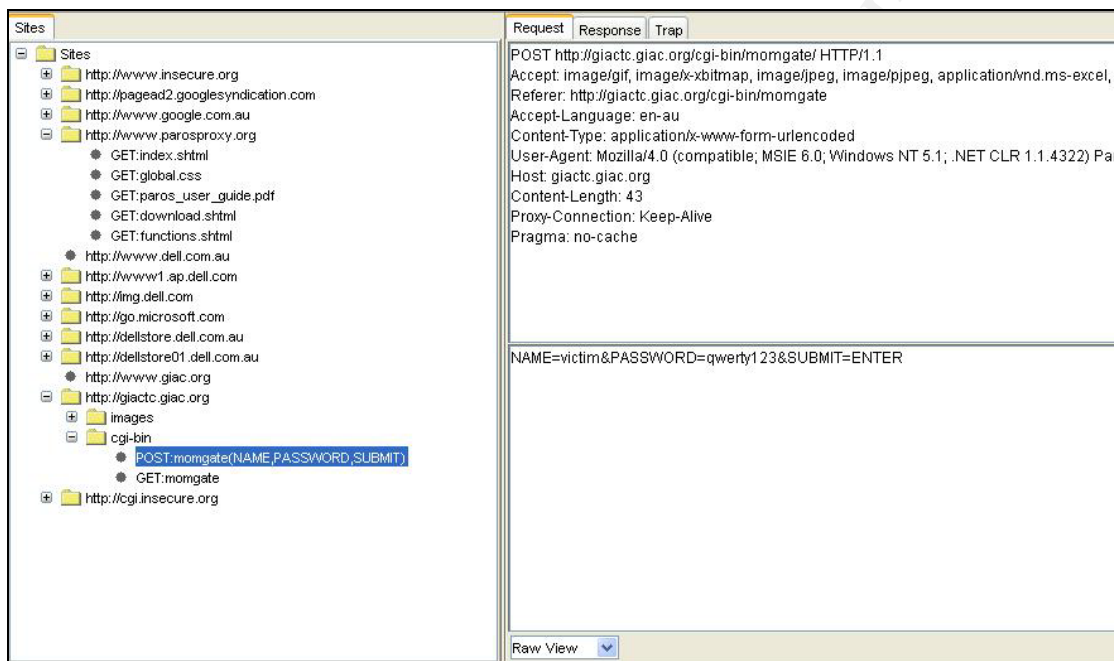 Sites
Sites
http://www.insecure.org
http://pagead2.googlesyndication.com
http://www.google.com.au
http://www.parosproxy.org
GET:index.shtml
GET:global.css
GET:paros_user_guide.pdf
GET:download.shtml
GET:functions.shtml
http://www.dell.com.au
http://www1.ap.dell.com
http://img.dell.com
http://go.microsoft.com
http://dellstore.dell.com.au
http://dellstore01.dell.com.au
http://www.giac.org
http://giactc.giac.org
images
cgi-bin
POST:momgate(NAME,PASSWORD,SUBMIT)
GET:momgate
http://cgi.insecure.org
Request Response Trap
POST http://giactc.giac.org/cgi-bin/momgate/ HTTP/1.1
Accept: image/gif, image/x-xbitmap, image/jpeg, image/pjpeg, application/vnd.ms-excel,
Referer: http://giactc.giac.org/cgi-bin/momgate
Accept-Language: en-au
Content-Type: application/x-www-form-urlencoded
User-Agent: Mozilla/4.0 (compatible; MSIE 6.0; Windows NT 5.1; .NET CLR 1.1.4322) Pa
Host: giactc.giac.org
Content-Length: 43
Proxy-Connection: Keep-Alive
Pragma: no-cache
NAME=victim&PASSWORD=qwerty123&SUBMIT=ENTER
Raw View